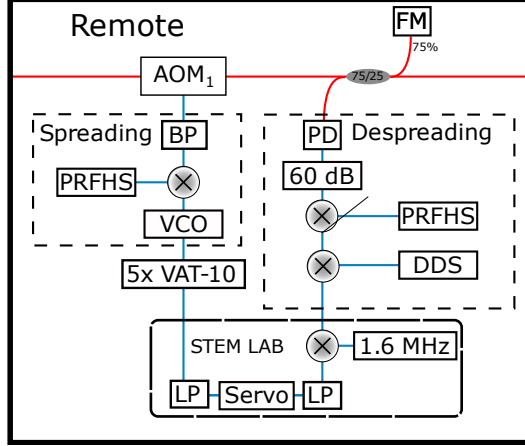 Remote
FM
75%
75/25
AOM₁
Spreading
BP
PD
Despreading
60 dB
PRFHS
PRFHS
VCO
DDS
5x VAT-10
STEM LAB
1.6 MHz
LP
Servo
LP